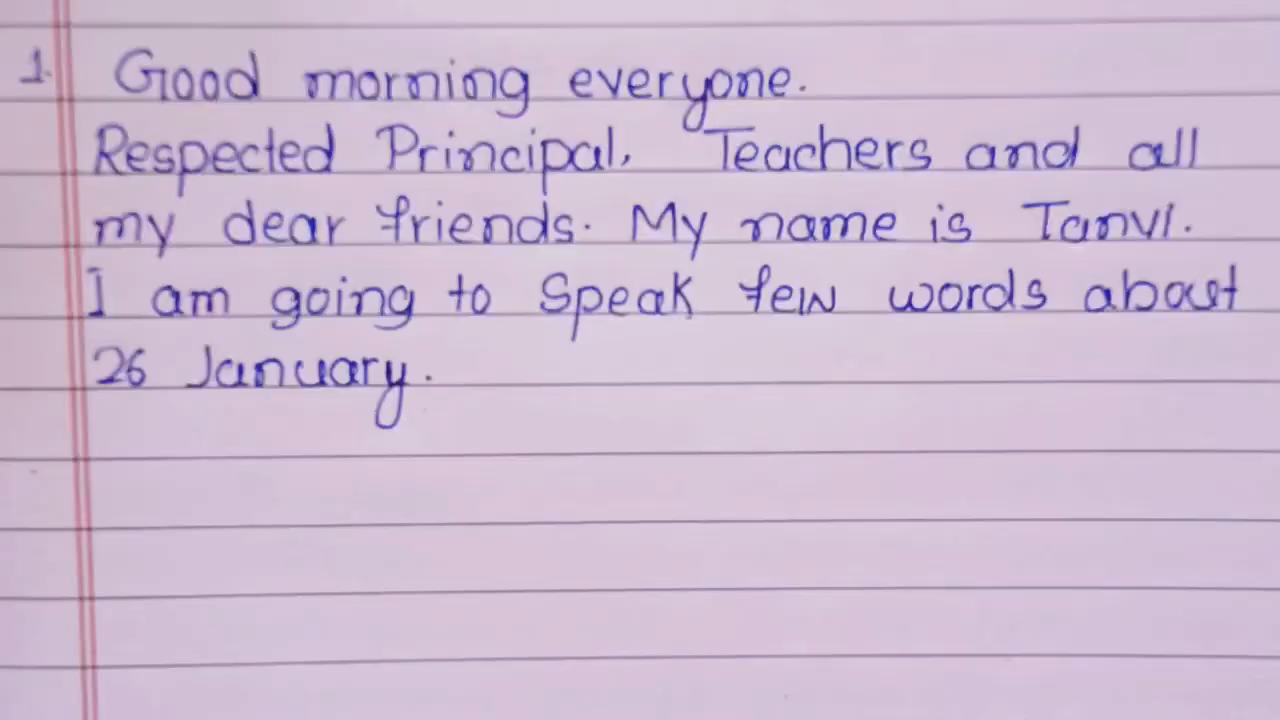 1. Good morning everyone.
Respected Principal, Teachers and all
my dear friends. My name is Tanvi.
I am going to Speak few words about
26 January.